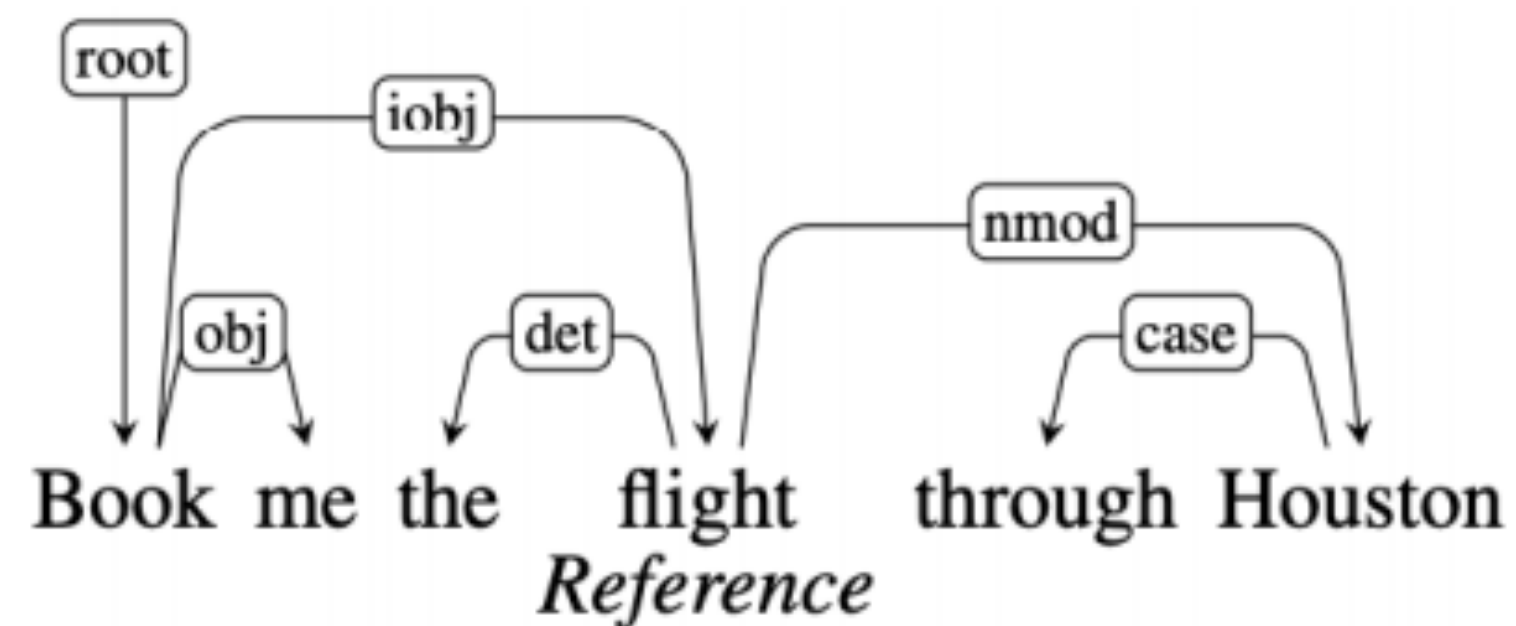 root
iobj
nmod
obj det case
Book me the flight through Houston
Reference